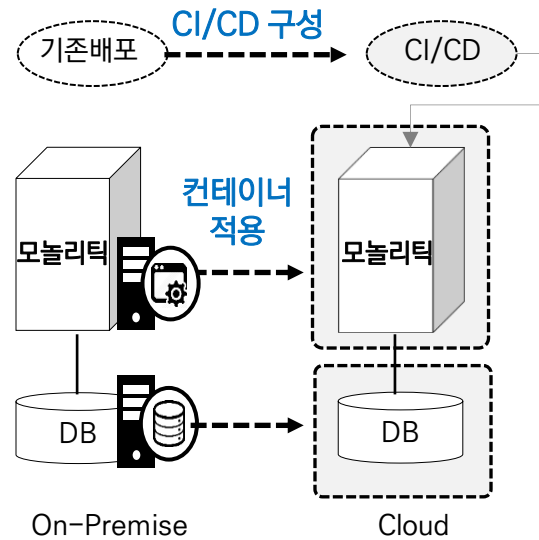 CI/CD 구성
기존배포
CI/CD
컨테이너
적용
모놀리틱
모놀리틱
DB
DB
On-Premise
Cloud